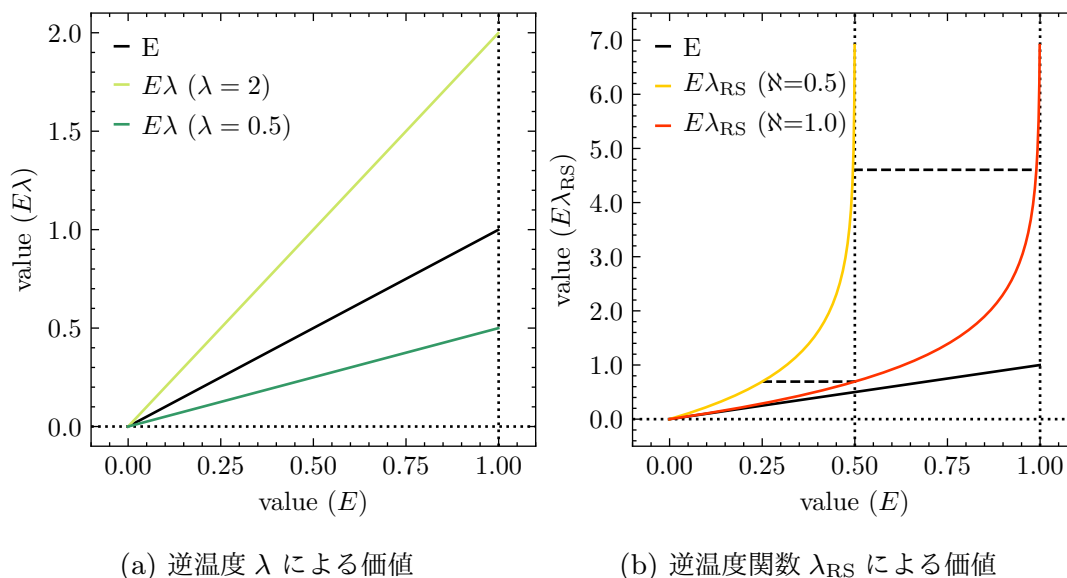 E
Eλ (λ = 2)
Eλ (λ = 0.5)
2.0
1.5
1.0
0.5
0.0
value (Eλ)
0.00 0.25 0.50 0.75 1.00
value (E)
(a) 逆温度 λ による価値
E
Eλ_RS (ℵ=0.5)
Eλ_RS (ℵ=1.0)
7.0
6.0
5.0
4.0
3.0
2.0
1.0
0.0
value (Eλ_RS)
0.00 0.25 0.50 0.75 1.00
value (E)
(b) 逆温度関数 λ_RS による価値